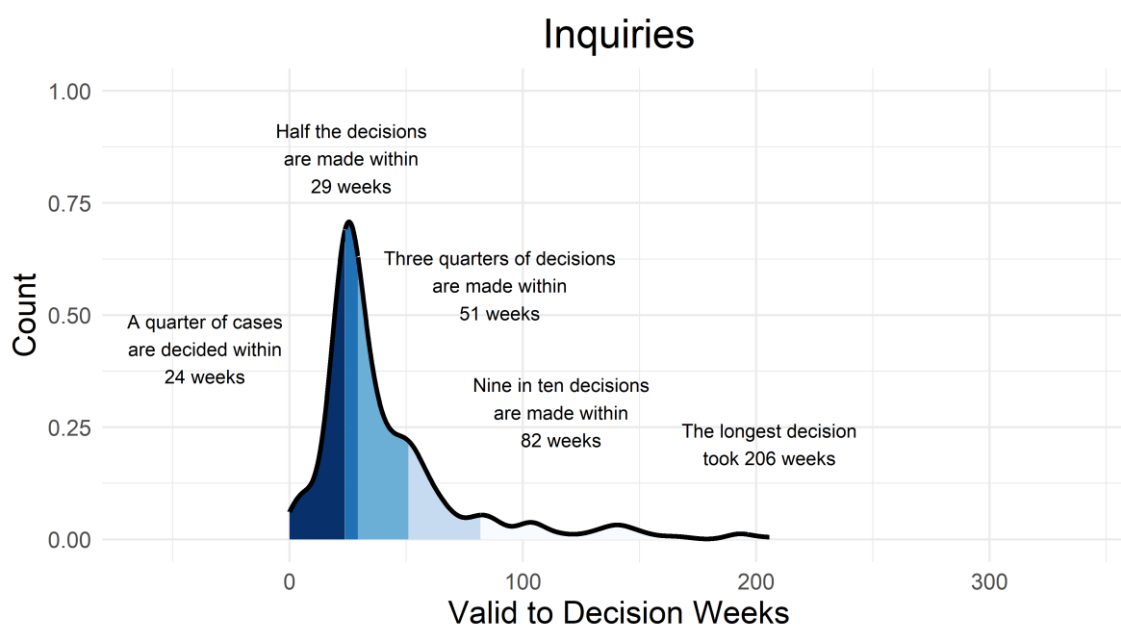 Inquiries
1.00
0.75
0.50
0.25
0.00
Count
Half the decisions
are made within
29 weeks
Three quarters of decisions
are made within
51 weeks
A quarter of cases
are decided within
24 weeks
Nine in ten decisions
are made within
82 weeks
The longest decision
took 206 weeks
0 100 200 300
Valid to Decision Weeks